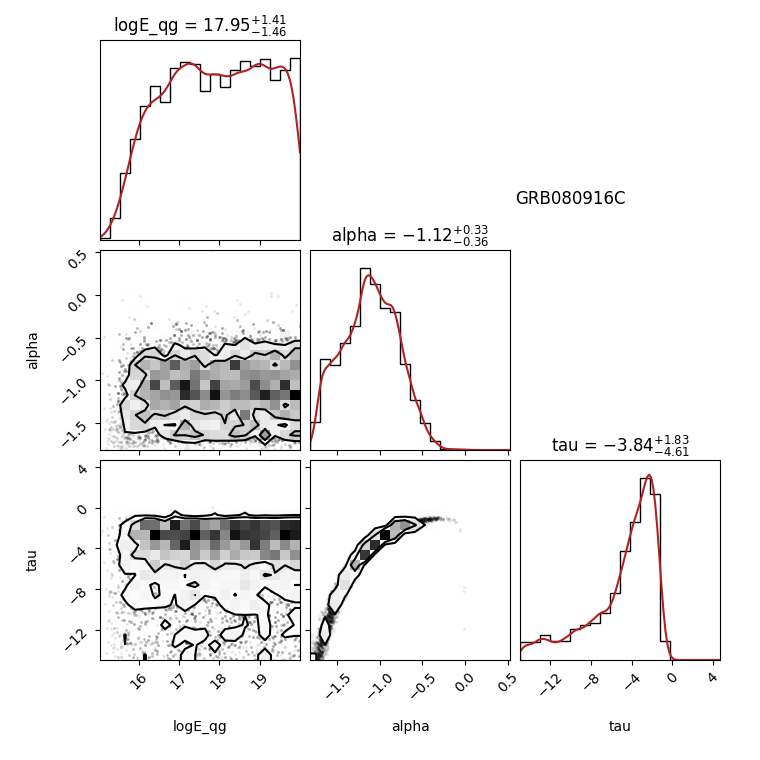 logE_qg = 17.95+1.41−1.46
GRB080916C
alpha = −1.12+0.33−0.36
0.5
0.0
−0.5
−1.0
−1.5
alpha
tau = −3.84+1.83−4.61
4
0
−4
−8
−12
tau
16 17 18 19
−1.5 −1.0 −0.5 0.0 0.5
−12 −8 −4 0 4
logE_qg alpha tau